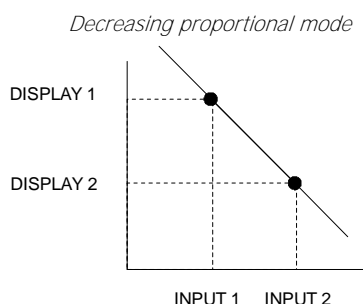 Decreasing proportional mode
DISPLAY 1
DISPLAY 2
INPUT 1 INPUT 2